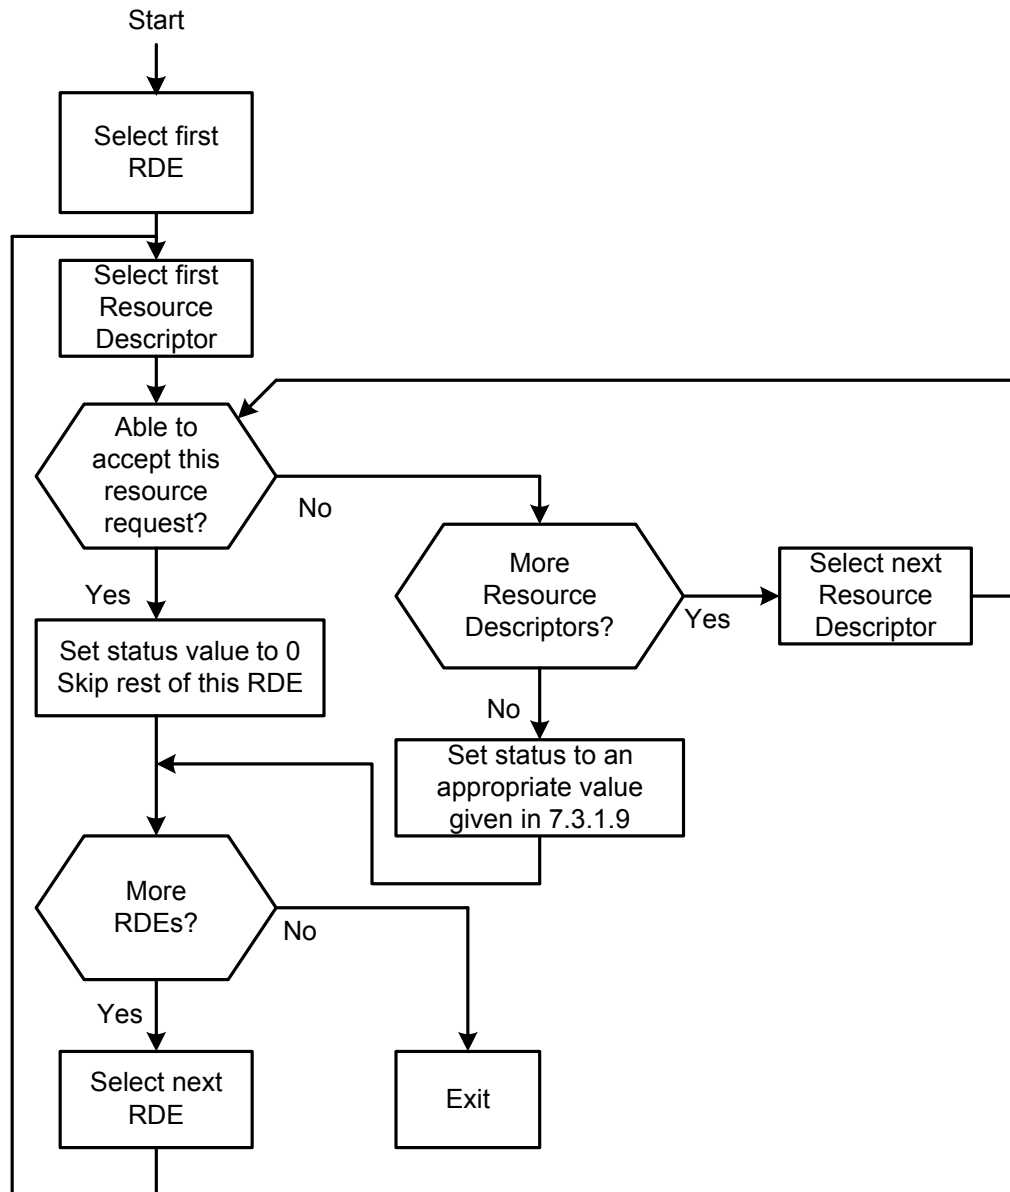 Start
Select first
RDE
Select first
Resource
Descriptor
Able to
accept this
resource
request?
No
Yes
More
Resource
Descriptors?
Yes
Select next
Resource
Descriptor
Set status value to 0
Skip rest of this RDE
No
Set status to an
appropriate value
given in 7.3.1.9
More
RDEs?
No
Yes
Select next
RDE
Exit